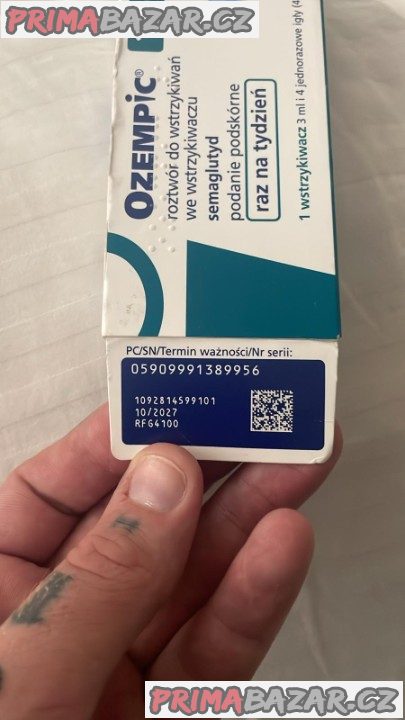 PRIMABAZAR.CZ
OZEMPIC®
roztwór do wstrzykiwań
we wstrzykiwaczu
semaglutyd
podanie podskórne
raz na tydzień
1 wstrzykiwacz 3 ml i 4 jednorazowe igły (4
PC/SN/Termin ważności/Nr serii:
05909991389956
1092814599101
10/2027
RFG4100
PRIMABAZAR.CZ